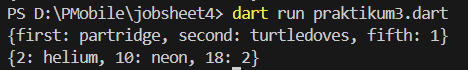 PS D:\PMobile\jobsheet4> dart run praktikum3.dart
{first: partridge, second: turtledoves, fifth: 1}
{2: helium, 10: neon, 18: 2}